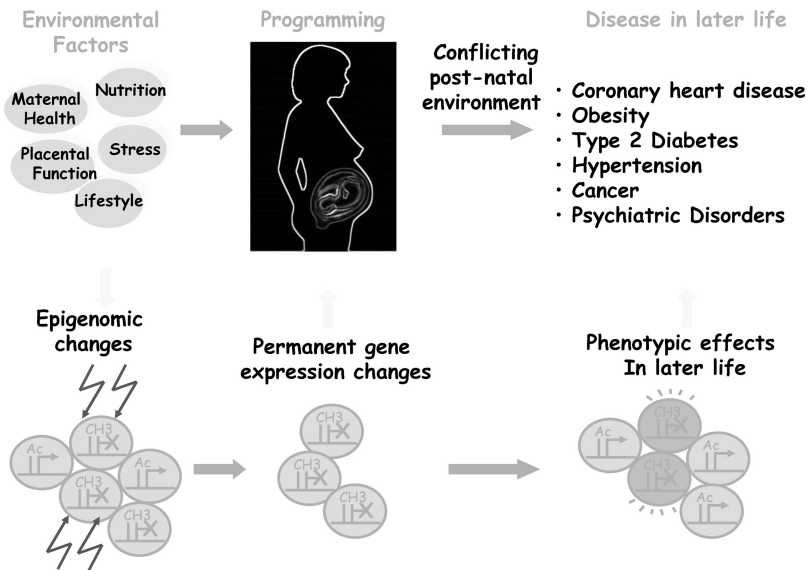 Environmental
Factors
Programming
Disease in later life
Maternal
Health
Nutrition
Placental
Function
Stress
Lifestyle
Conflicting
post-natal
environment
· Coronary heart disease
· Obesity
· Type 2 Diabetes
· Hypertension
· Cancer
· Psychiatric Disorders
Epigenomic
changes
Permanent gene
expression changes
Phenotypic effects
In later life
CH3
Ac
Ac
CH3
CH3
CH3
CH3
CH3
CH3
Ac
Ac
CH3
Ac